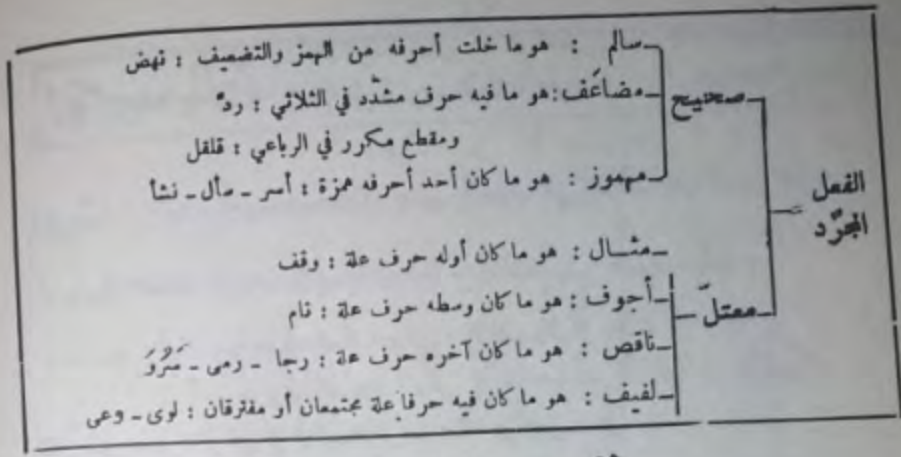 سالم : هو ما خلت أحرفه من الهمز والتضعيف : نهض
مضاعَف : هو ما فيه حرف مشدّد في الثلاثي : ردّ
ومقطع مكرر في الرباعي : قلقل
صحيح
مهموز : هو ما كان أحد أحرفه همزة : أسر ـ سأل ـ نشأ
الفعل
المجرّد
مثـال : هو ما كان أوله حرف علة : وقف
أجوف : هو ما كان وسطه حرف علة : نام
معتلّ
ناقص : هو ما كان آخره حرف علة : رجا ـ رمى ـ سَرُوَ
لفيف : هو ما كان فيه حرفا علة مجتمعان أو مفترقان : لوى ـ وعى